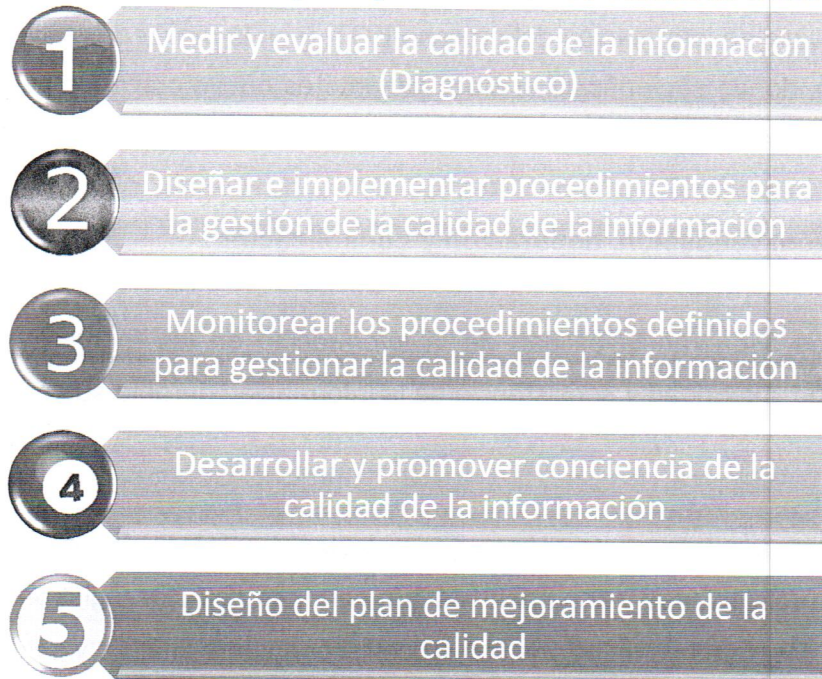 1
Medir y evaluar la calidad de la información
(Diagnóstico)
2
Diseñar e implementar procedimientos para
la gestión de la calidad de la información
3
Monitorear los procedimientos definidos
para gestionar la calidad de la información
4
Desarrollar y promover conciencia de la
calidad de la información
5
Diseño del plan de mejoramiento de la
calidad